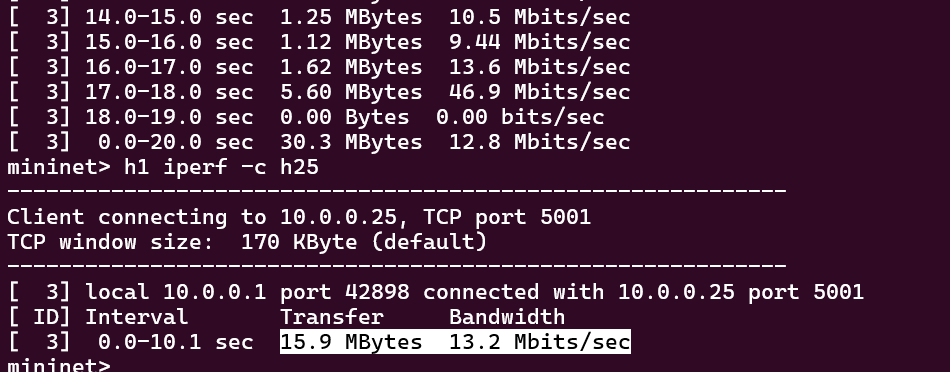 [  3] 14.0-15.0 sec  1.25 MBytes  10.5 Mbits/sec
[  3] 15.0-16.0 sec  1.12 MBytes  9.44 Mbits/sec
[  3] 16.0-17.0 sec  1.62 MBytes  13.6 Mbits/sec
[  3] 17.0-18.0 sec  5.60 MBytes  46.9 Mbits/sec
[  3] 18.0-19.0 sec  0.00 Bytes  0.00 bits/sec
[  3]  0.0-20.0 sec  30.3 MBytes  12.8 Mbits/sec
mininet> h1 iperf -c h25
------------------------------------------------------------
Client connecting to 10.0.0.25, TCP port 5001
TCP window size:  170 KByte (default)
------------------------------------------------------------
[  3] local 10.0.0.1 port 42898 connected with 10.0.0.25 port 5001
[ ID] Interval       Transfer     Bandwidth
[  3]  0.0-10.1 sec  15.9 MBytes  13.2 Mbits/sec
mininet>